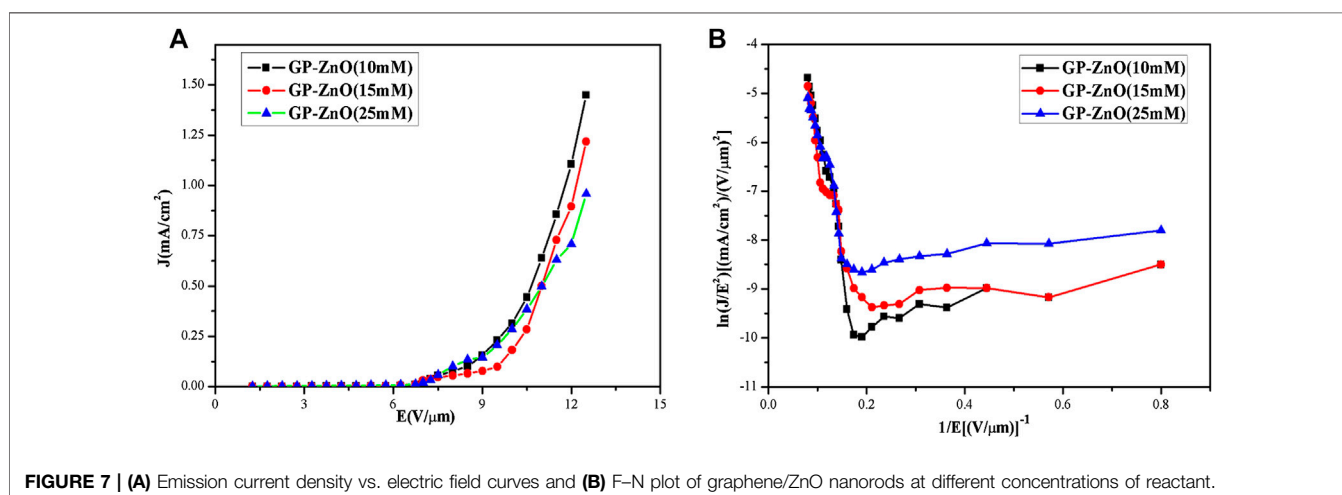 A
GP-ZnO(10mM)
GP-ZnO(15mM)
GP-ZnO(25mM)
J(mA/cm²)
1.50
1.25
1.00
0.75
0.50
0.25
0.00
0 3 6 9 12 15
E(V/μm)
B
GP-ZnO(10mM)
GP-ZnO(15mM)
GP-ZnO(25mM)
ln(J/E²)[(mA/cm²)/(V/μm)²]
-4
-5
-6
-7
-8
-9
-10
-11
0.0 0.2 0.4 0.6 0.8
1/E[(V/μm)]⁻¹
FIGURE 7 | (A) Emission current density vs. electric field curves and (B) F–N plot of graphene/ZnO nanorods at different concentrations of reactant.